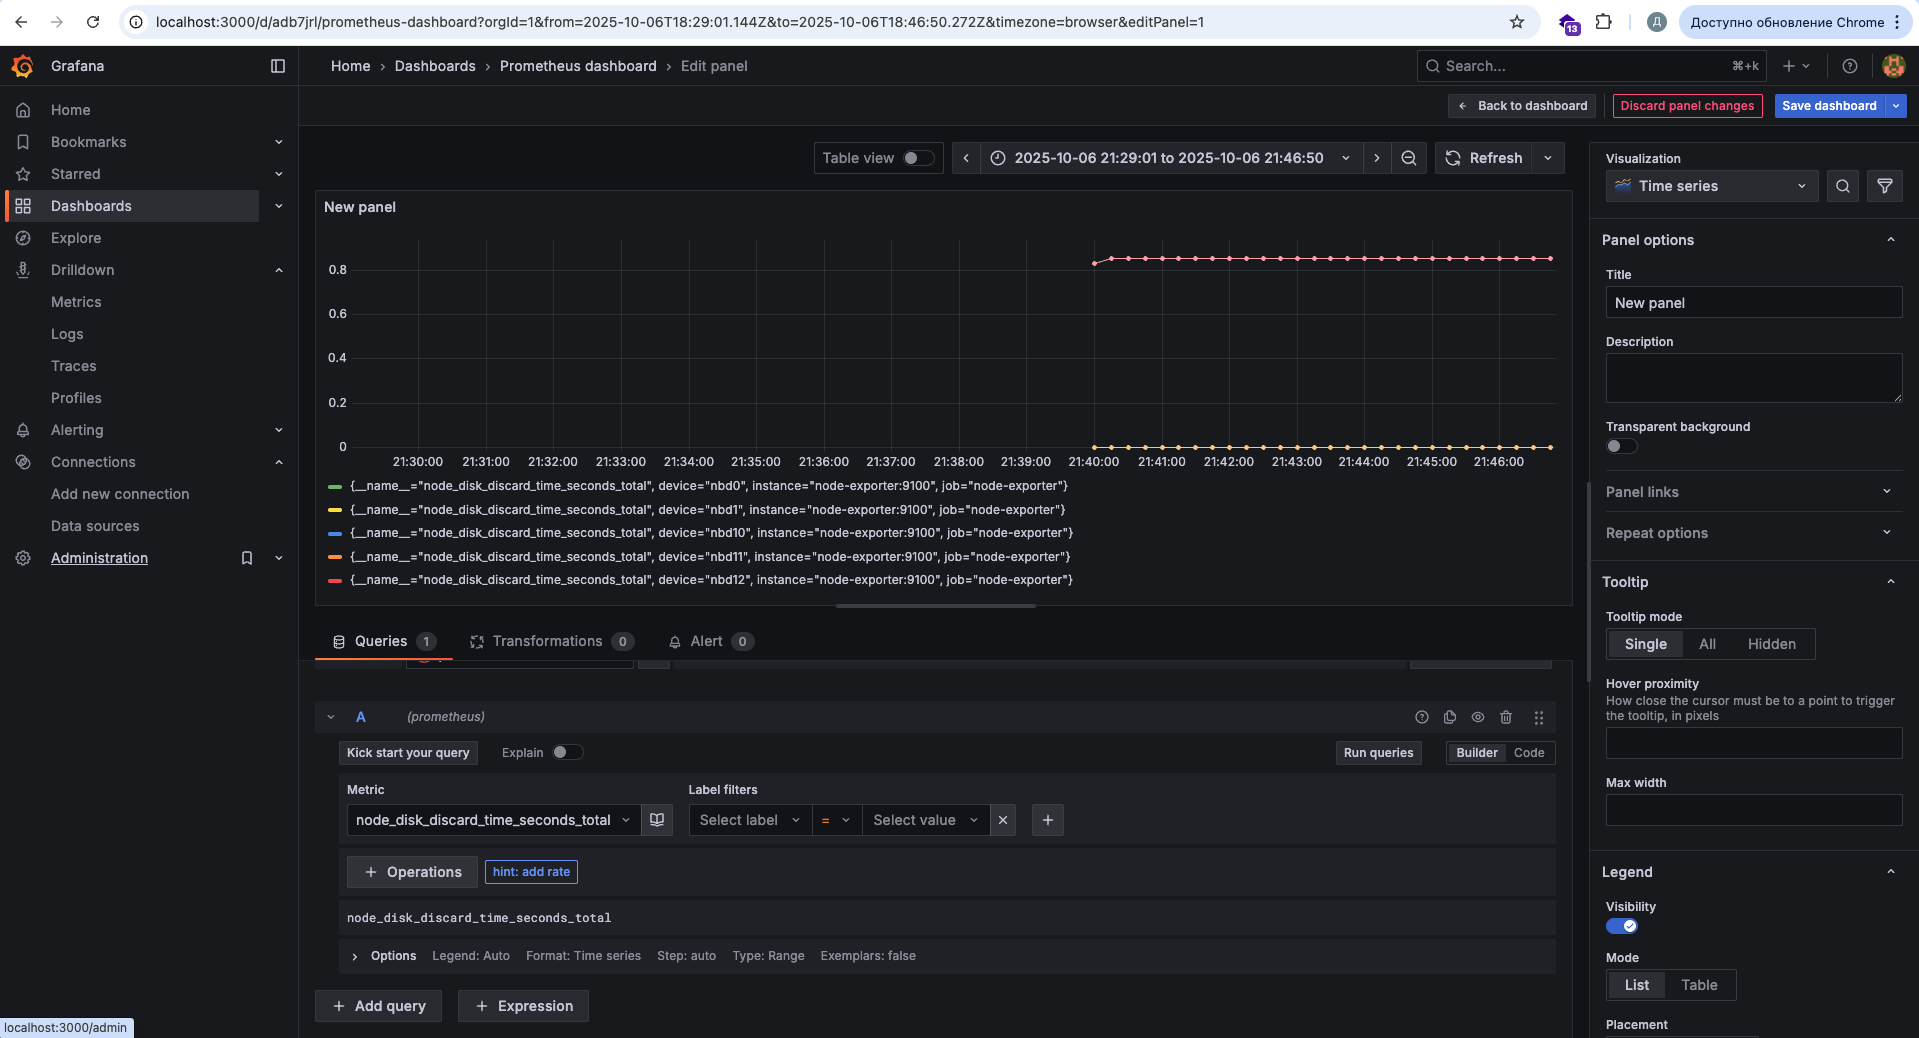 localhost:3000/d/adb7jrl/prometheus-dashboard?orgId=1&from=2025-10-06T18:29:01.144Z&to=2025-10-06T18:46:50.272Z&timezone=browser&editPanel=1
13
Д
Доступно обновление Chrome
Grafana
Home › Dashboards › Prometheus dashboard › Edit panel
Search...
⌘+k
Back to dashboard
Discard panel changes
Save dashboard
Home
Bookmarks
Starred
Dashboards
Explore
Drilldown
Metrics
Logs
Traces
Profiles
Alerting
Connections
Add new connection
Data sources
Administration
localhost:3000/admin
Table view
2025-10-06 21:29:01 to 2025-10-06 21:46:50
Refresh
New panel
0.8
0.6
0.4
0.2
0
21:30:00 21:31:00 21:32:00 21:33:00 21:34:00 21:35:00 21:36:00 21:37:00 21:38:00 21:39:00 21:40:00 21:41:00 21:42:00 21:43:00 21:44:00 21:45:00 21:46:00
{__name__="node_disk_discard_time_seconds_total", device="nbd0", instance="node-exporter:9100", job="node-exporter"}
{__name__="node_disk_discard_time_seconds_total", device="nbd1", instance="node-exporter:9100", job="node-exporter"}
{__name__="node_disk_discard_time_seconds_total", device="nbd10", instance="node-exporter:9100", job="node-exporter"}
{__name__="node_disk_discard_time_seconds_total", device="nbd11", instance="node-exporter:9100", job="node-exporter"}
{__name__="node_disk_discard_time_seconds_total", device="nbd12", instance="node-exporter:9100", job="node-exporter"}
Queries 1
Transformations 0
Alert 0
A (prometheus)
Kick start your query
Explain
Run queries
Builder
Code
Metric
Label filters
node_disk_discard_time_seconds_total
Select label
=
Select value
+ Operations
hint: add rate
node_disk_discard_time_seconds_total
Options Legend: Auto Format: Time series Step: auto Type: Range Exemplars: false
+ Add query
+ Expression
Visualization
Time series
Panel options
Title
New panel
Description
Transparent background
Panel links
Repeat options
Tooltip
Tooltip mode
Single
All
Hidden
Hover proximity
How close the cursor must be to a point to trigger
the tooltip, in pixels
Max width
Legend
Visibility
Mode
List
Table
Placement